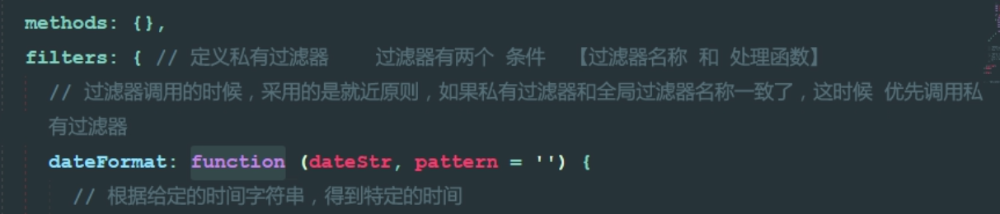 methods: {},
filters: { // 定义私有过滤器    过滤器有两个 条件  【过滤器名称 和 处理函数】
// 过滤器调用的时候，采用的是就近原则，如果私有过滤器和全局过滤器名称一致了，这时候 优先调用私
有过滤器
dateFormat: function (dateStr, pattern = '') {
// 根据给定的时间字符串，得到特定的时间